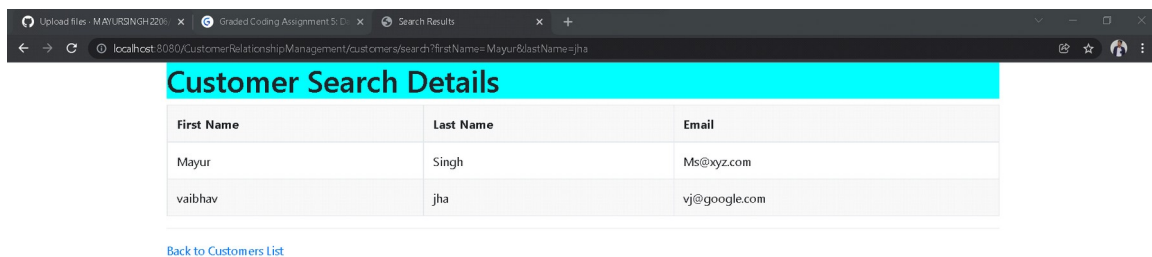 Upload files · MAYURSINGH2206/
Graded Coding Assignment 5: De
Search Results
localhost:8080/CustomerRelationshipManagement/customers/search?firstName=Mayur&lastName=jha
Customer Search Details
First Name Last Name Email
Mayur Singh Ms@xyz.com
vaibhav jha vj@google.com
Back to Customers List